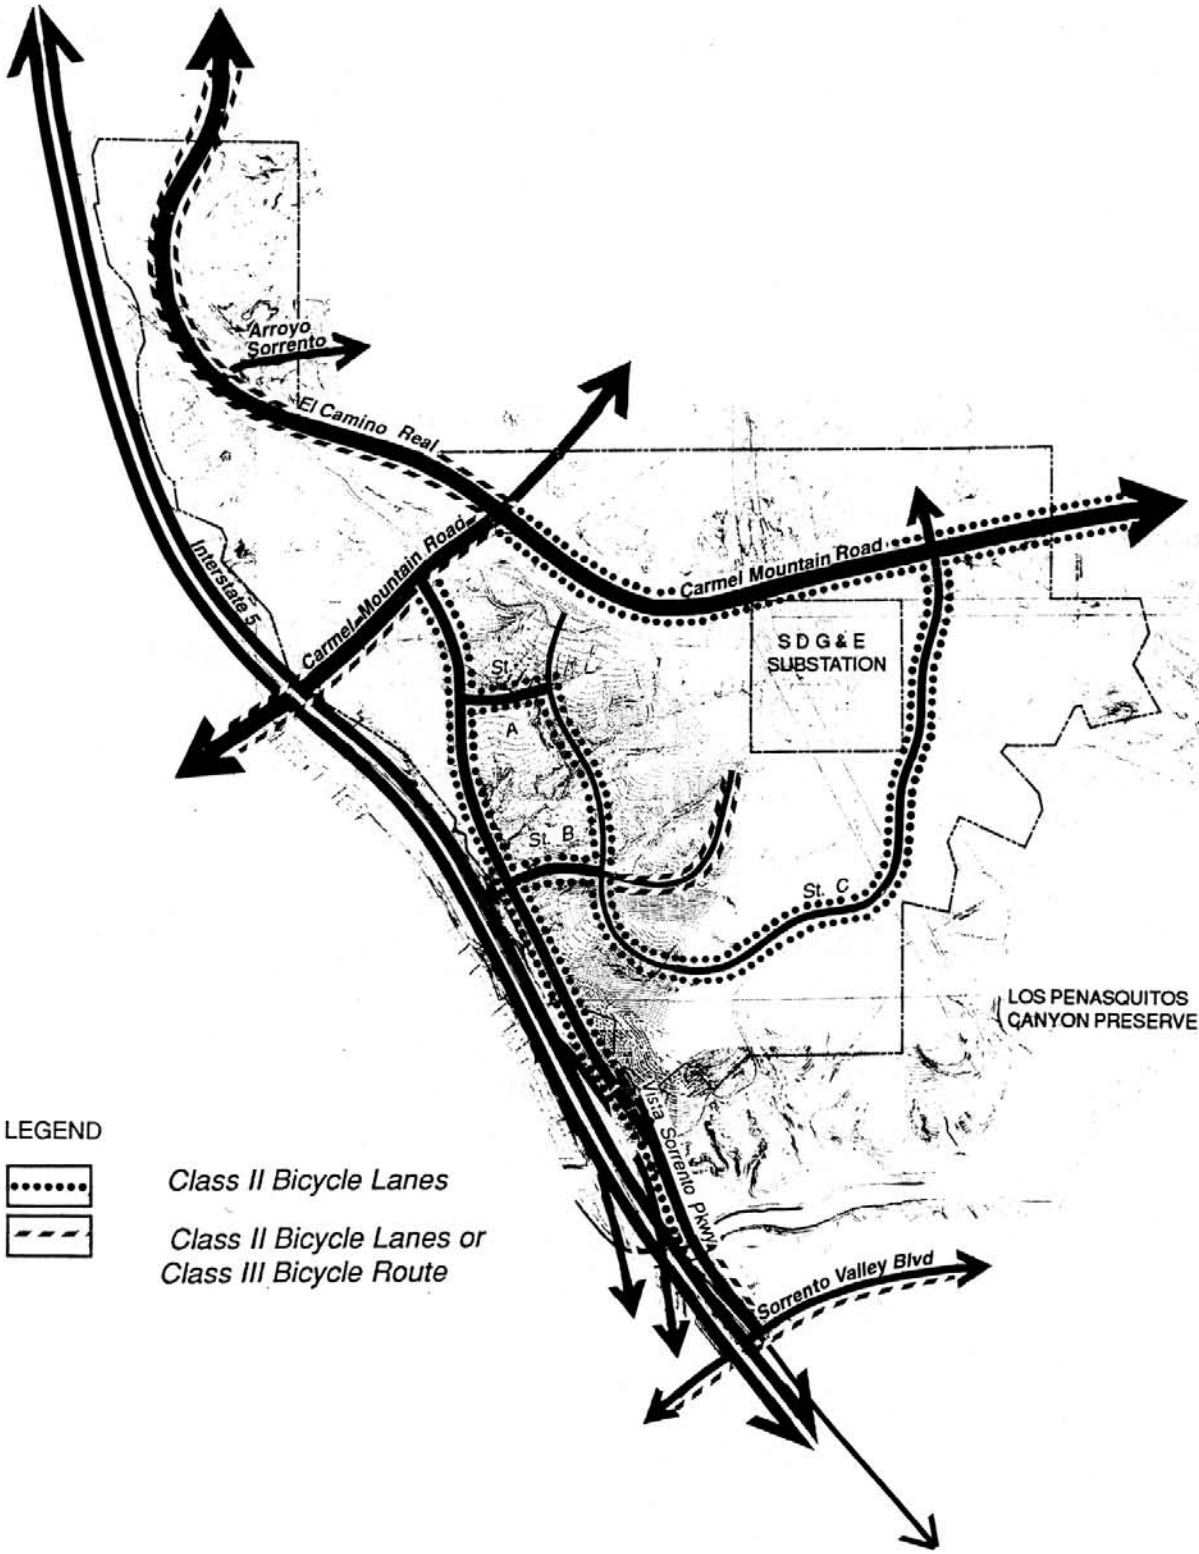 Arroyo
Sorrento
El Camino Real
Carmel Mountain Road
Carmel Mountain Road
Interstate 5
S D G & E
SUBSTATION
St.
A
St. B
St. C
LOS PENASQUITOS
CANYON PRESERVE
Vista Sorrento Pkwy
Sorrento Valley Blvd
LEGEND
Class II Bicycle Lanes
Class II Bicycle Lanes or
Class III Bicycle Route